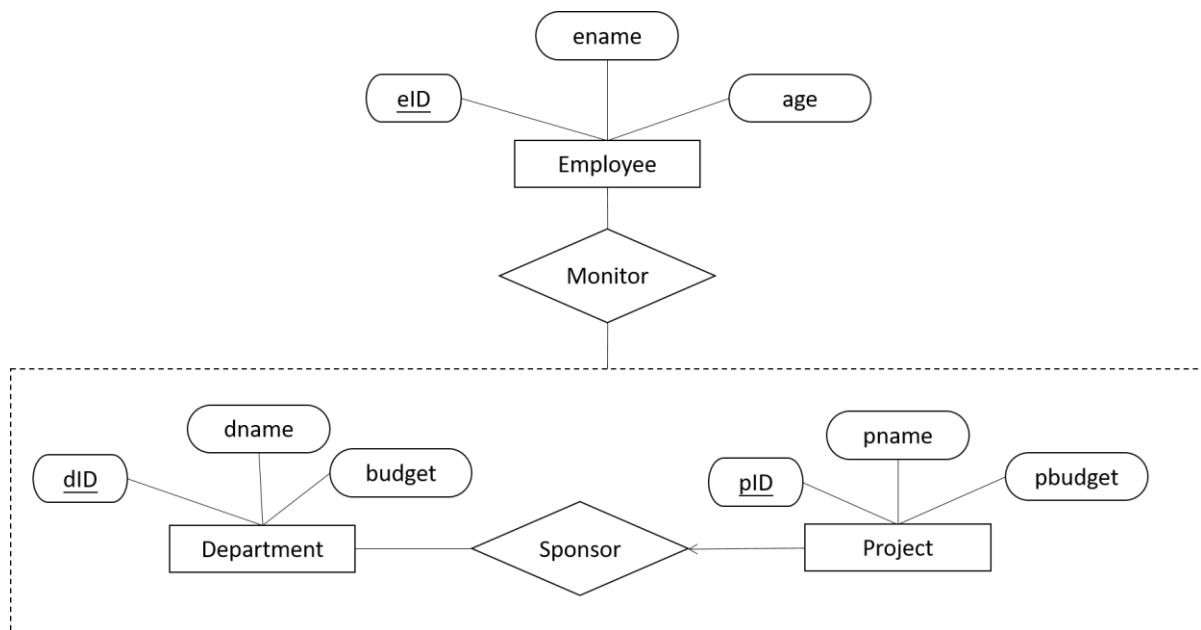 ename
eID
age
Employee
Monitor
dname
budget
dID
Department
Sponsor
pname
pID
pbudget
Project